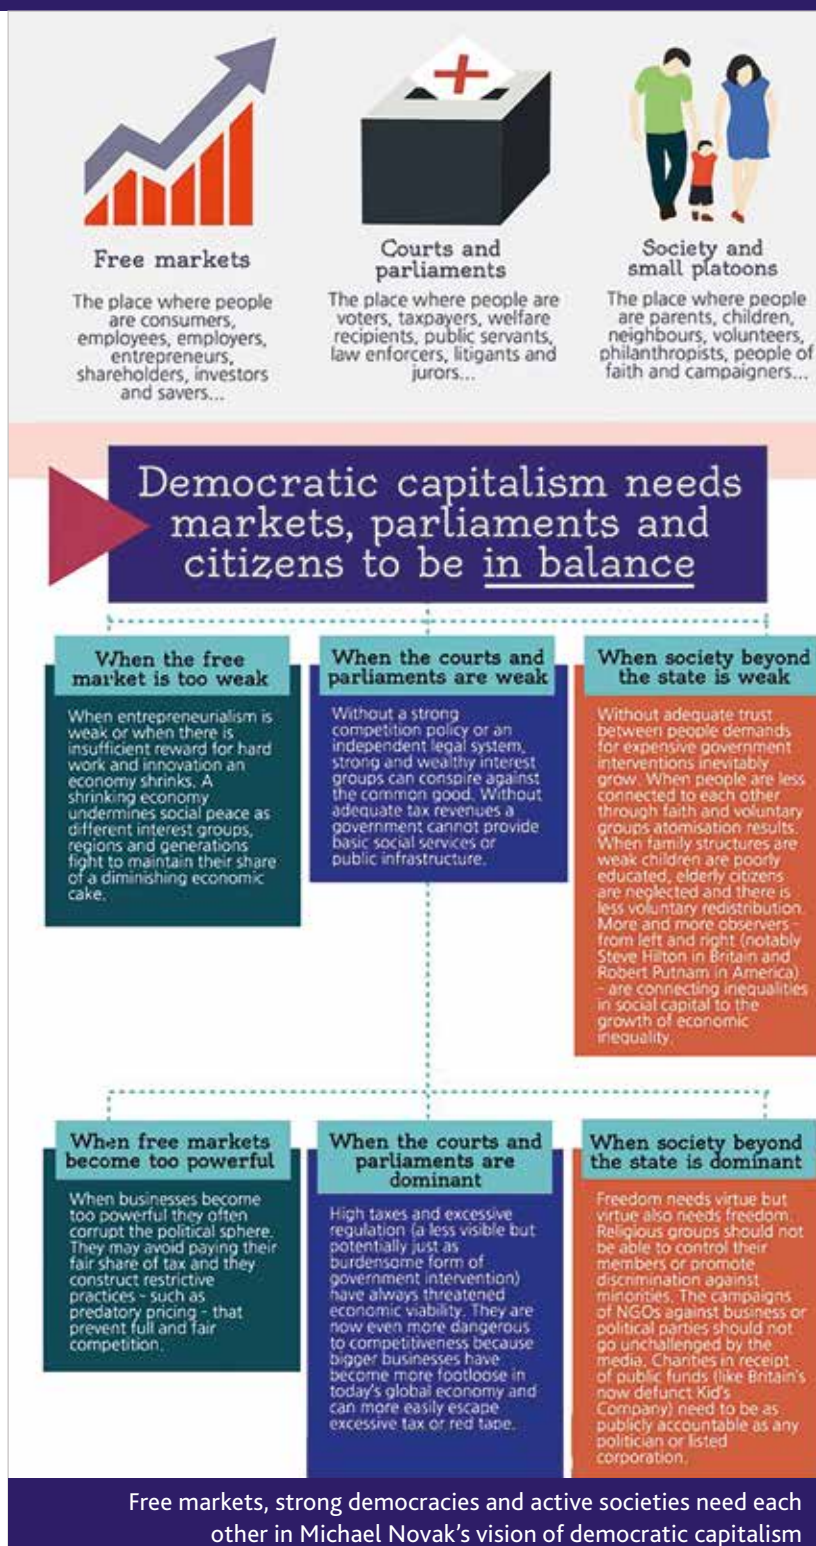 Free markets
The place where people
are consumers,
employees, employers,
entrepreneurs,
shareholders, investors
and savers...
Courts and
parliaments
The place where people are
voters, taxpayers, welfare
recipients, public servants,
law enforcers, litigants and
jurors...
Society and
small platoons
The place where people
are parents, children,
neighbours, volunteers,
philanthropists, people of
faith and campaigners...
Democratic capitalism needs
markets, parliaments and
citizens to be in balance
When the free
market is too weak
When entrepreneurialism is
weak or when there is
insufficient reward for hard
work and innovation an
economy shrinks. A
shrinking economy
undermines social peace as
different interest groups,
regions and generations
fight to maintain their share
of a diminishing economic
cake.
When the courts and
parliaments are weak
Without a strong
competition policy or an
independent legal system,
strong and wealthy interest
groups can conspire against
the common good. Without
adequate tax revenues a
government cannot provide
basic social services or
public infrastructure.
When society beyond
the state is weak
Without adequate trust
between people demands
for expensive government
interventions inevitably
grow. When people are less
connected to each other
through faith and voluntary
groups atomisation results.
When family structures are
weak children are poorly
educated, elderly citizens
are neglected and there is
less voluntary redistribution.
More and more observers -
from left and right (notably
Steve Hilton in Britain and
Robert Putnam in America)
- are connecting inequalities
in social capital to the
growth of economic
inequality.
When free markets
become too powerful
When businesses become
too powerful they often
corrupt the political sphere.
They may avoid paying their
fair share of tax and they
construct restrictive
practices - such as
predatory pricing - that
prevent full and fair
competition.
When the courts and
parliaments are
dominant
High taxes and excessive
regulation (a less visible but
potentially just as
burdensome form of
government intervention)
have always threatened
economic viability. They are
now even more dangerous
to competitiveness because
bigger businesses have
become more footloose in
today's global economy and
can more easily escape
excessive tax or red tape.
When society beyond
the state is dominant
Freedom needs virtue but
virtue also needs freedom.
Religious groups should not
be able to control their
members or promote
discrimination against
minorities. The campaigns
of NGOs against business or
political parties should not
go unchallenged by the
media. Charities in receipt
of public funds (like Britain's
now defunct Kid's
Company) need to be as
publicly accountable as any
politician or listed
corporation.
Free markets, strong democracies and active societies need each
other in Michael Novak's vision of democratic capitalism